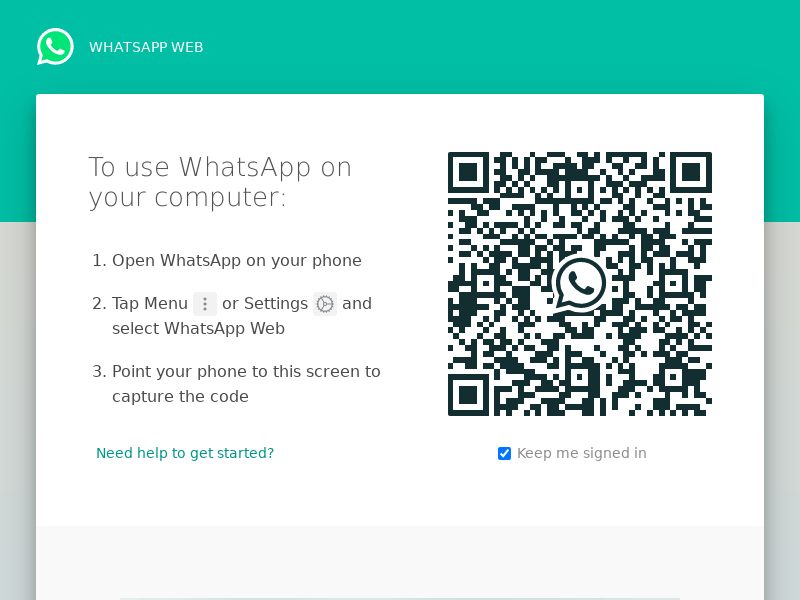 WHATSAPP WEB
To use WhatsApp on
your computer:
1. Open WhatsApp on your phone
2. Tap Menu or Settings and
select WhatsApp Web
3. Point your phone to this screen to
capture the code
Need help to get started?
Keep me signed in